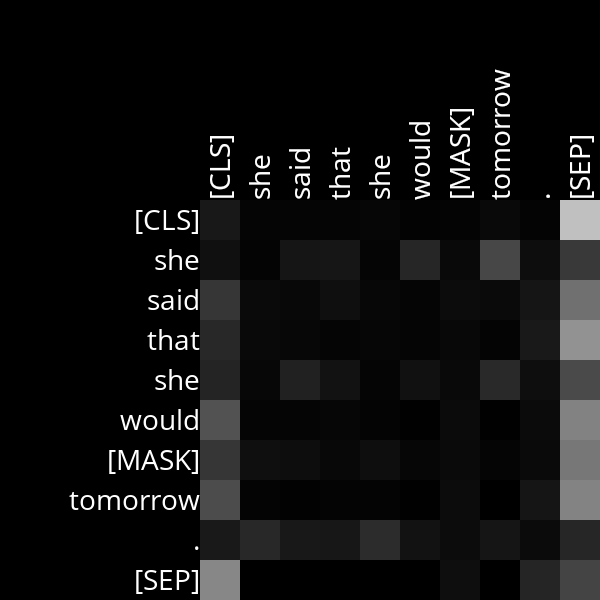 [CLS] she said that she would [MASK] tomorrow . [SEP]
[CLS]
she
said
that
she
would
[MASK]
tomorrow
.
[SEP]